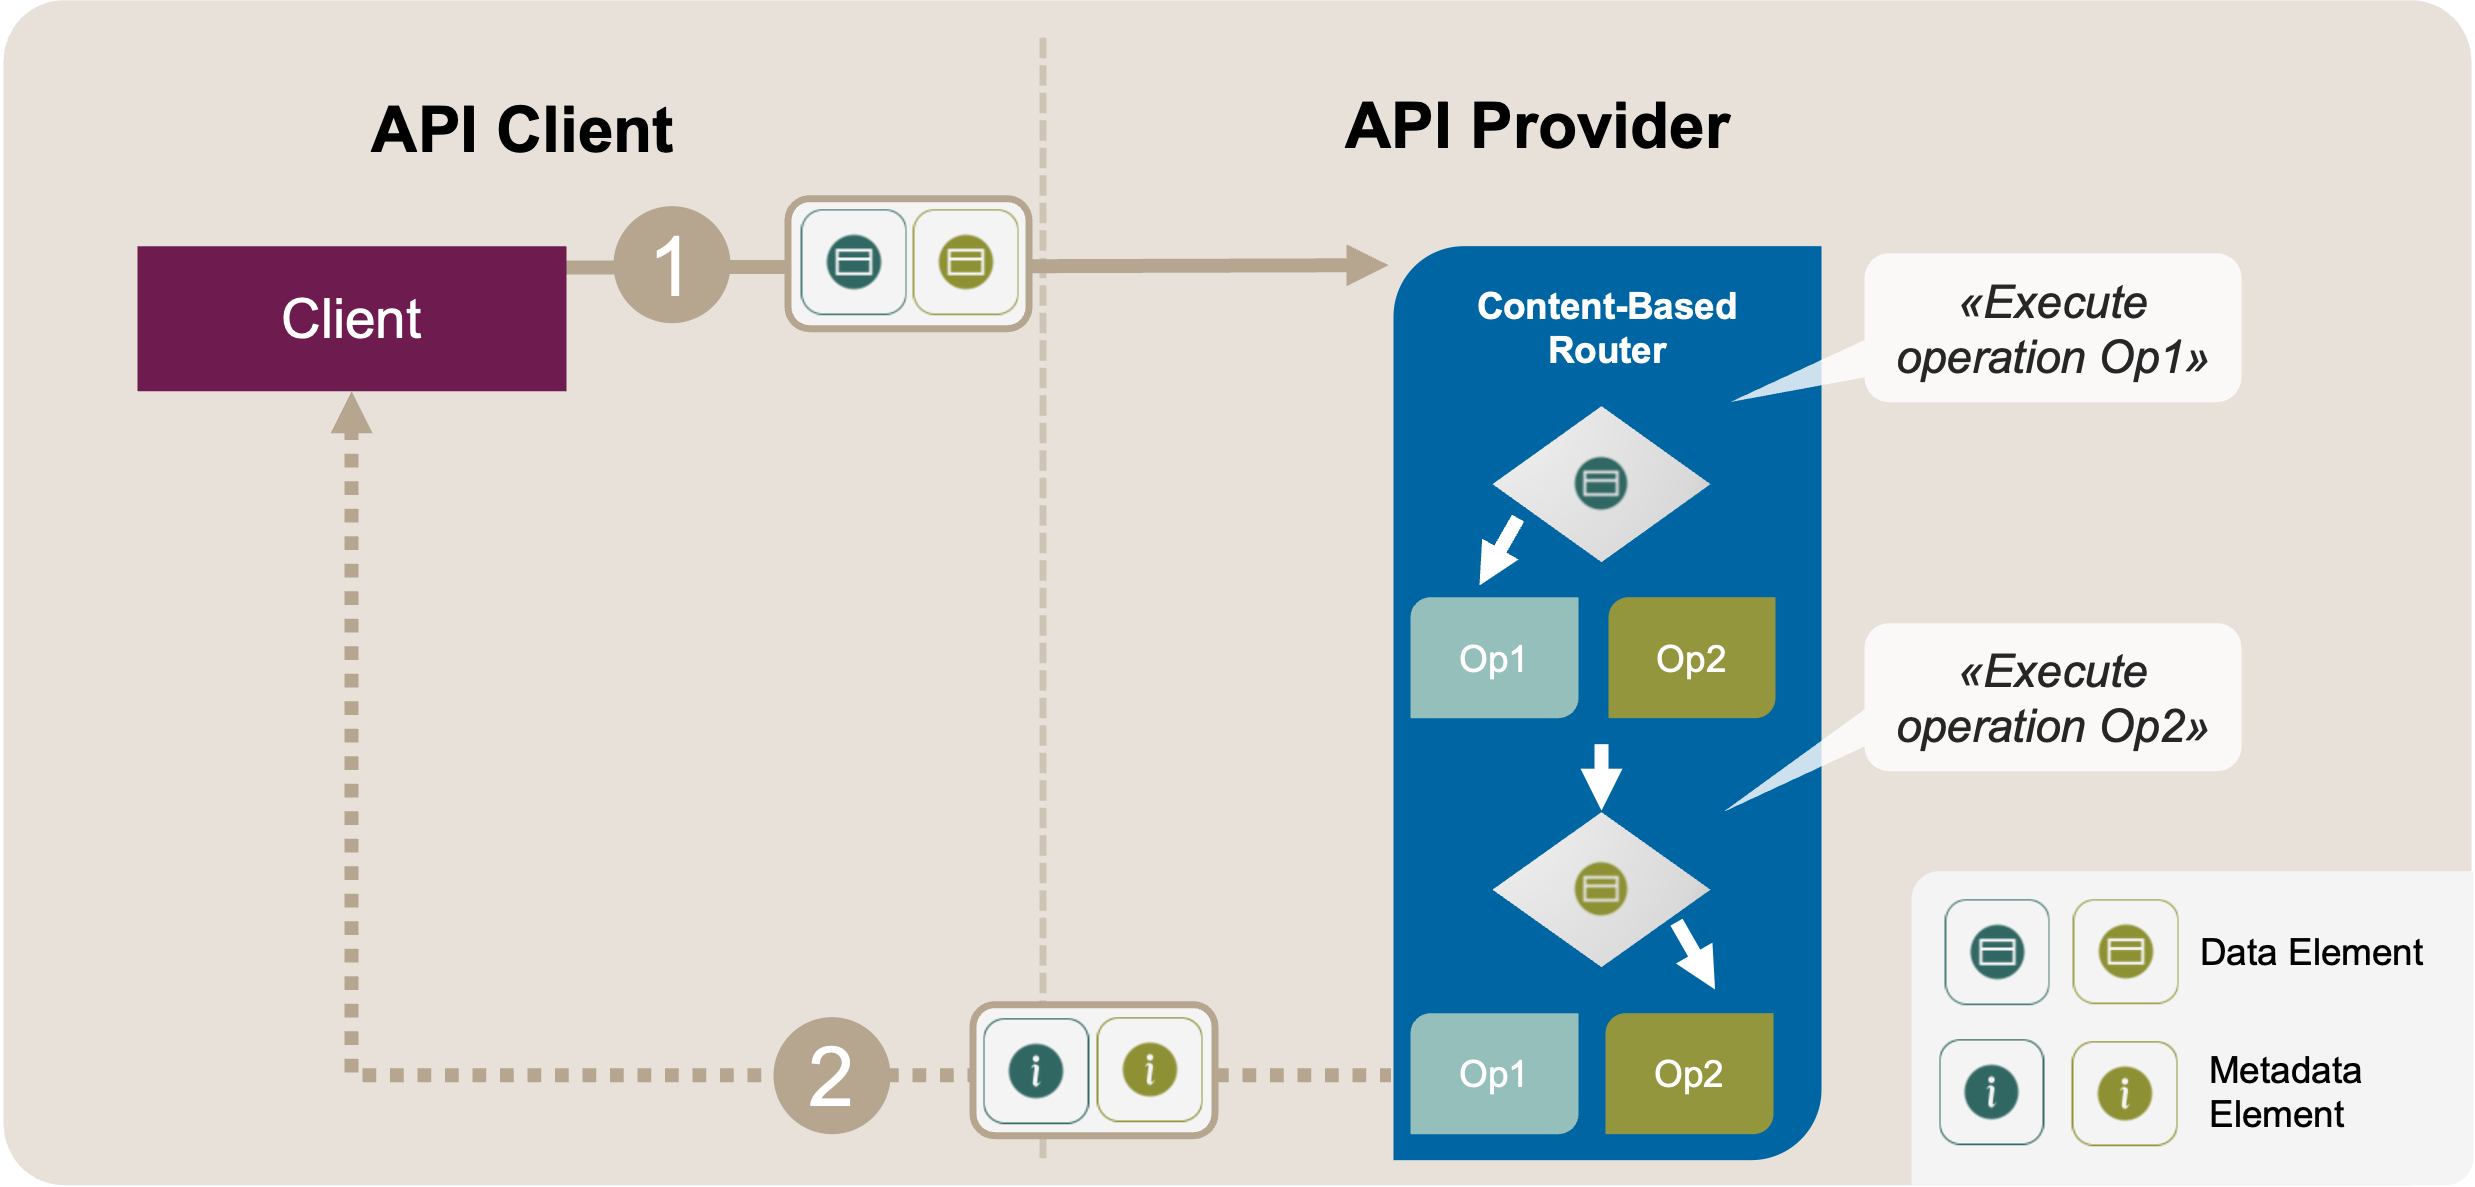 API Client
API Provider
1
Client
Content-Based
Router
«Execute
operation Op1»
Op1
Op2
«Execute
operation Op2»
Op1
Op2
2
i
i
Data Element
i
i
Metadata
Element